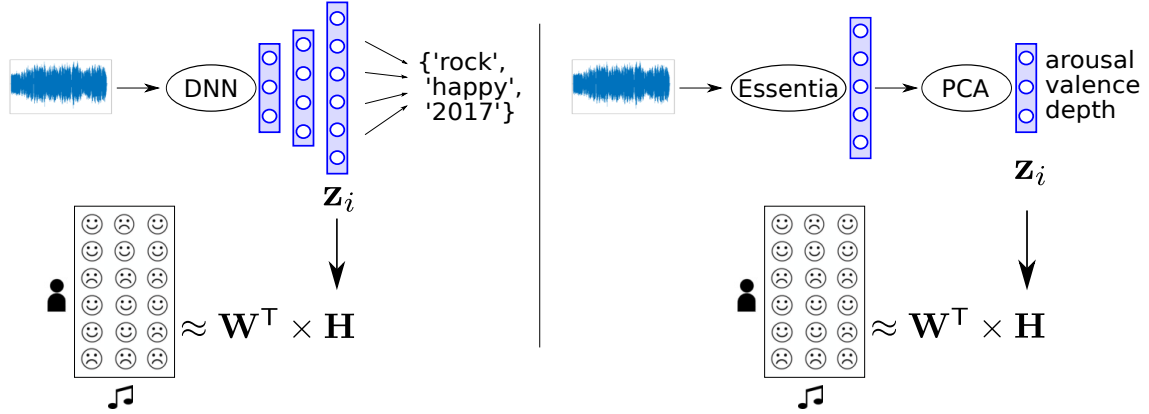 DNN
{'rock',
'happy',
'2017'}
z_i
≈ W^T × H
Essentia
PCA
arousal
valence
depth
z_i
≈ W^T × H